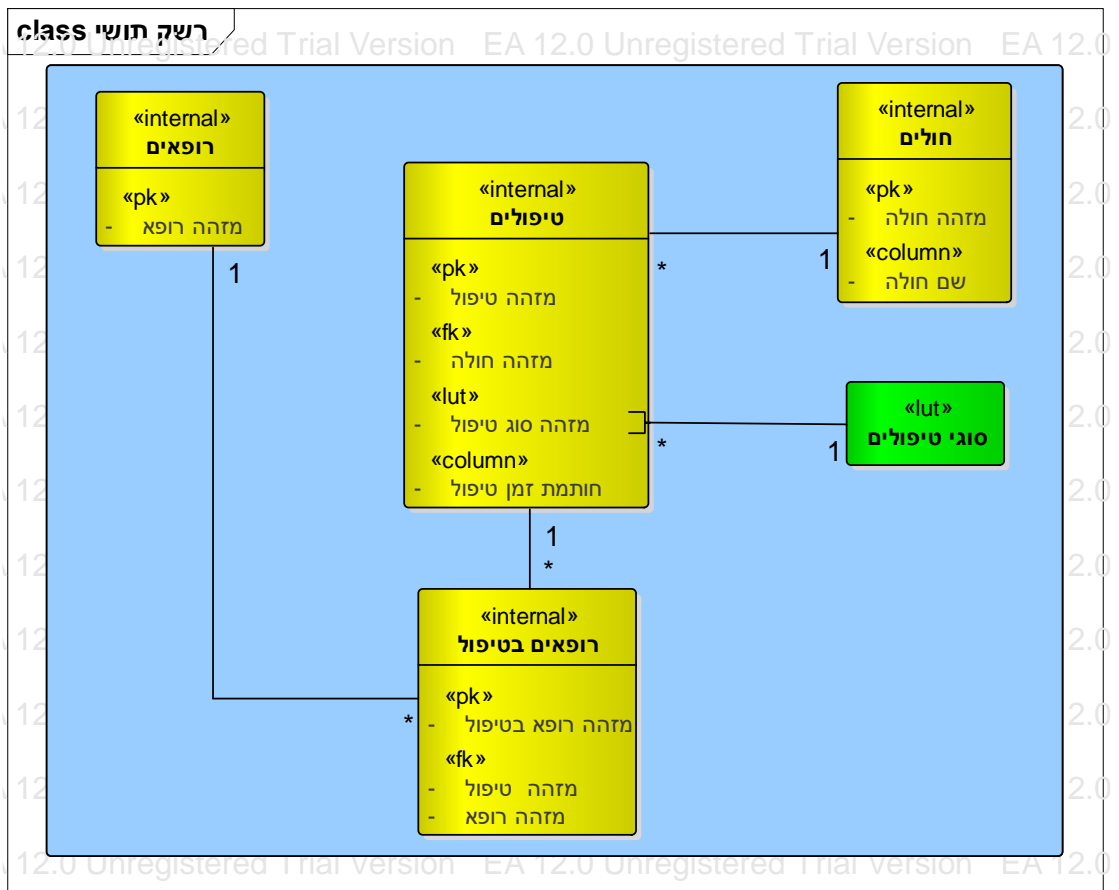 class רשק תושי
EA 12.0 Unregistered Trial Version EA 12.0 Unregistered Trial Version EA 12.0
«internal»
רופאים
«pk»
- מזהה רופא
1
«internal»
טיפולים
«pk»
- מזהה טיפול
«fk»
- מזהה חולה
«lut»
- מזהה סוג טיפול
«column»
- חותמת זמן טיפול
*
1
«internal»
חולים
«pk»
- מזהה חולה
«column»
- שם חולה
*
1
«lut»
סוגי טיפולים
1
*
«internal»
רופאים בטיפול
«pk»
- מזהה רופא בטיפול
«fk»
- מזהה טיפול
- מזהה רופא
*
12.0 Unregistered Trial Version EA 12.0 Unregistered Trial Version EA 12.0